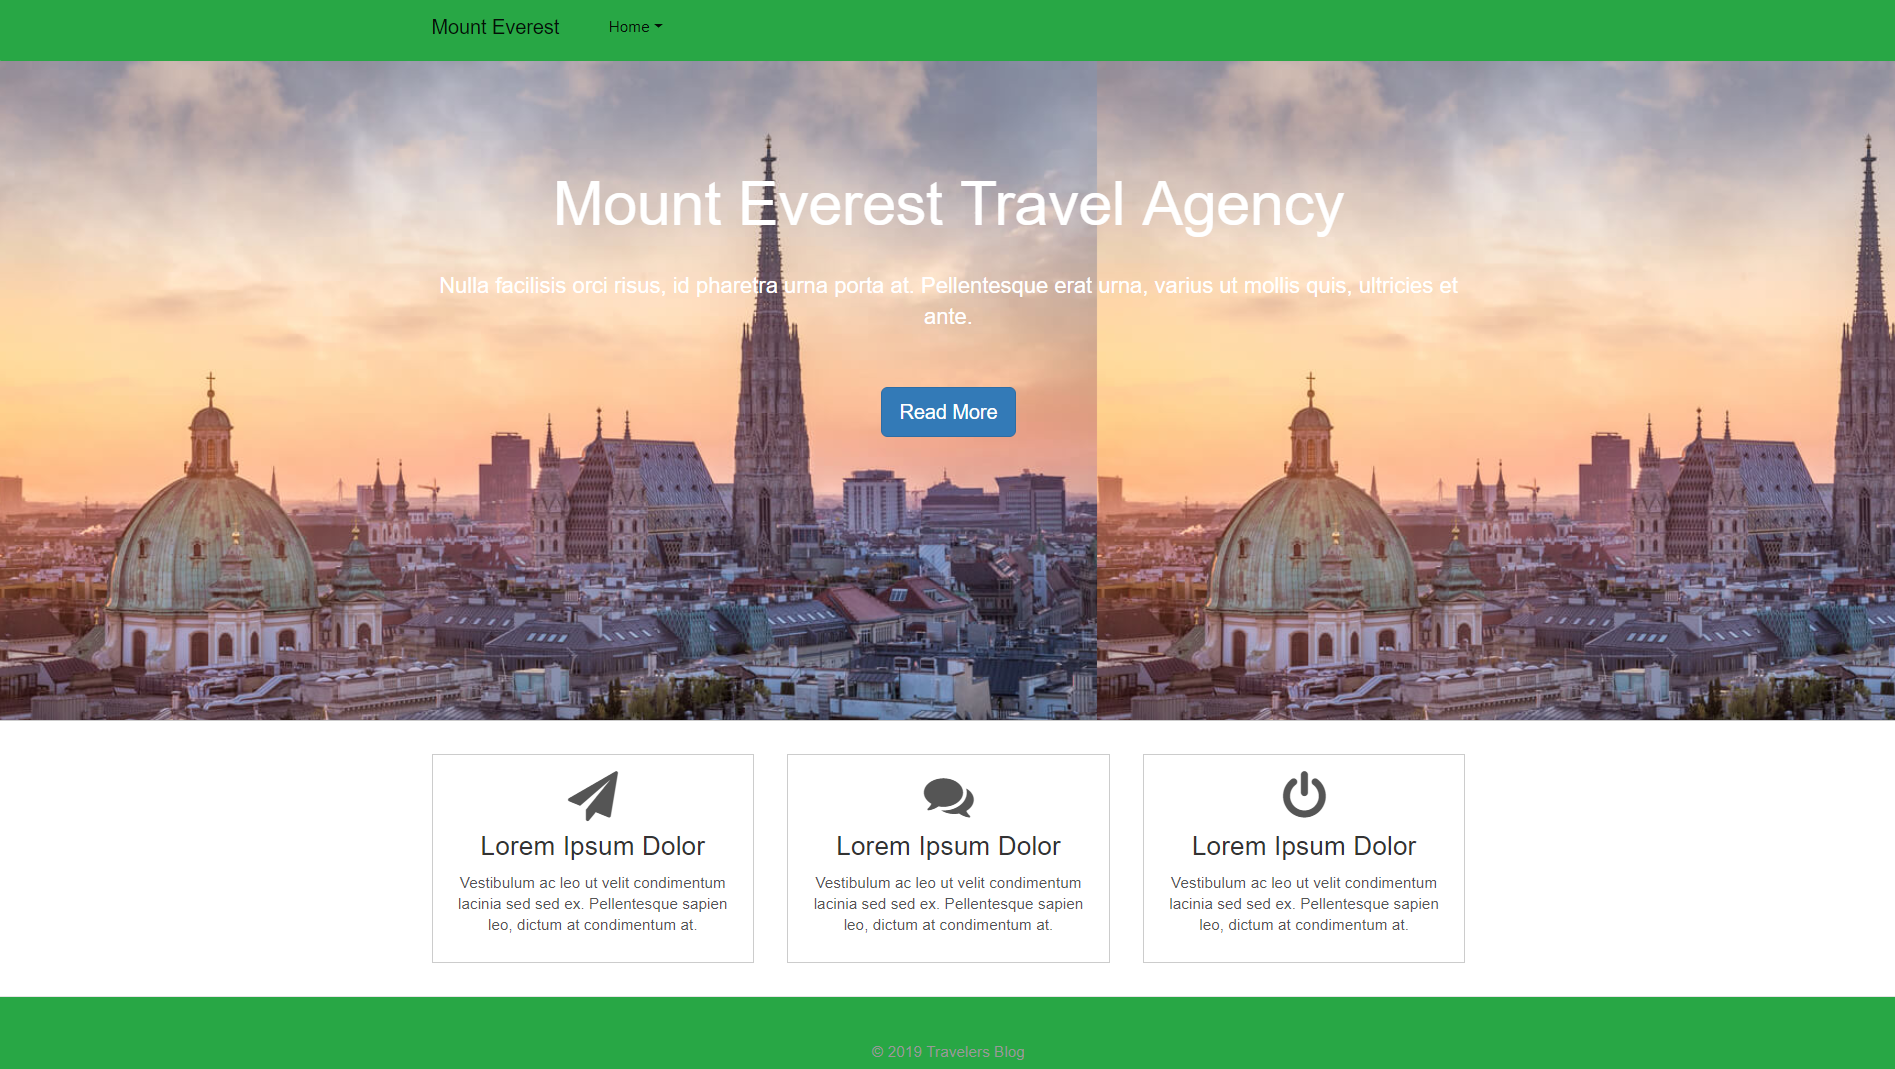 Mount Everest
Home
Mount Everest Travel Agency
Nulla facilisis orci risus, id pharetra urna porta at. Pellentesque erat urna, varius ut mollis quis, ultricies et
ante.
Read More
Lorem Ipsum Dolor
Vestibulum ac leo ut velit condimentum
lacinia sed sed ex. Pellentesque sapien
leo, dictum at condimentum at.
Lorem Ipsum Dolor
Vestibulum ac leo ut velit condimentum
lacinia sed sed ex. Pellentesque sapien
leo, dictum at condimentum at.
Lorem Ipsum Dolor
Vestibulum ac leo ut velit condimentum
lacinia sed sed ex. Pellentesque sapien
leo, dictum at condimentum at.
© 2019 Travelers Blog